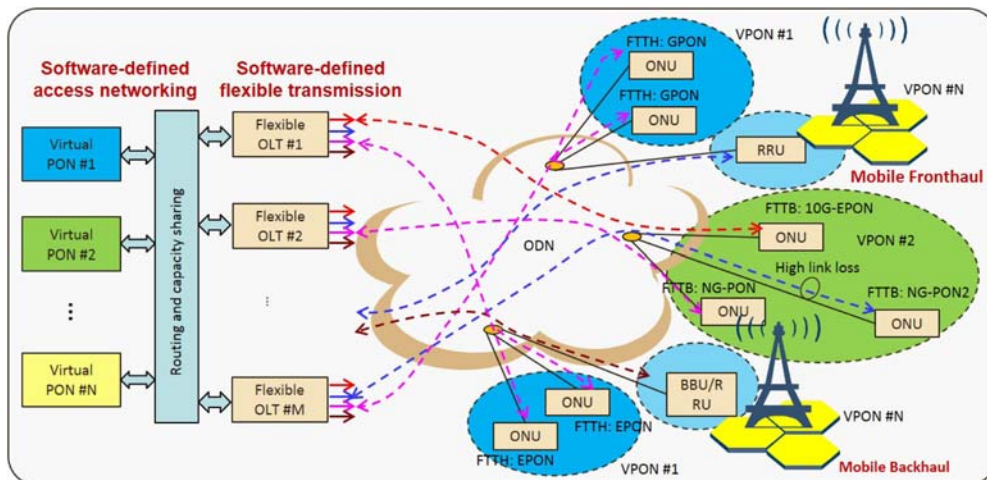 Software-defined
access networking
Software-defined
flexible transmission
Virtual
PON #1
Virtual
PON #2
...
Virtual
PON #N
Routing and capacity sharing
Flexible
OLT #1
Flexible
OLT #2
...
Flexible
OLT #M
ODN
FTTH: GPON
VPON #1
ONU
FTTH: GPON
ONU
VPON #N
RRU
Mobile Fronthaul
FTTB: 10G-EPON
ONU
VPON #2
High link loss
FTTB: NG-PON
ONU
FTTB: NG-PON2
ONU
BBU/R
RU
ONU
FTTH: EPON
ONU
FTTH: EPON
VPON #1
VPON #N
Mobile Backhaul